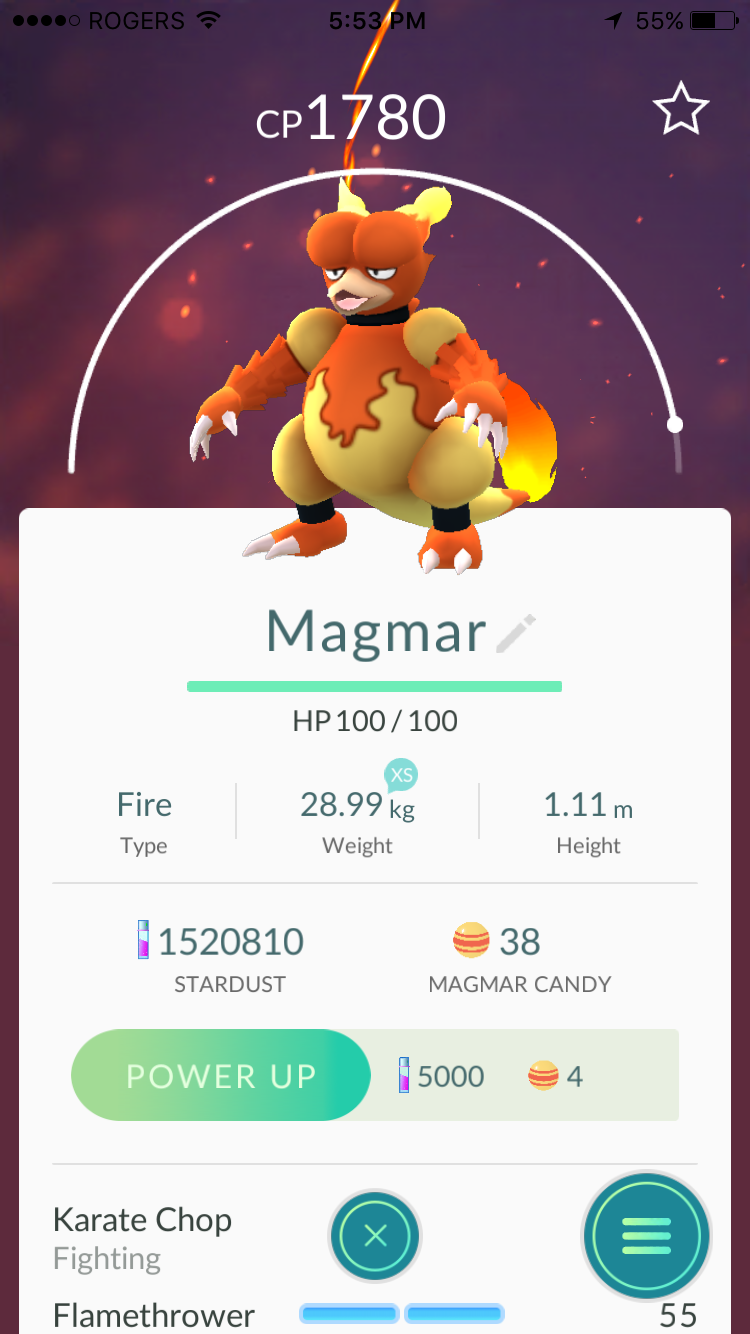 ROGERS 5:53 PM 55%
CP1780
Magmar
HP 100 / 100
XS
Fire 28.99 kg 1.11 m
Type Weight Height
1520810 38
STARDUST MAGMAR CANDY
POWER UP 5000 4
Karate Chop
Fighting
Flamethrower 55